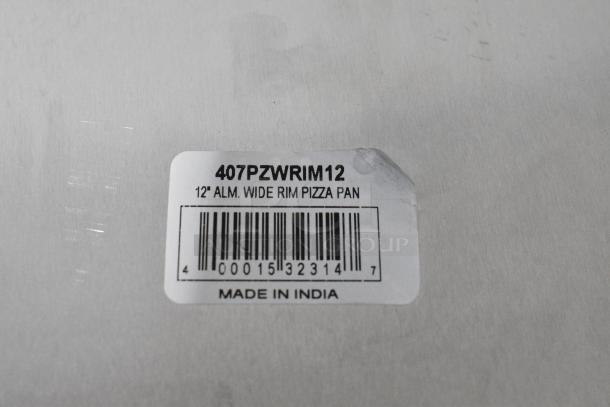 407PZWRIM12
12" ALM. WIDE RIM PIZZA PAN
4 00015 32314 7
MADE IN INDIA